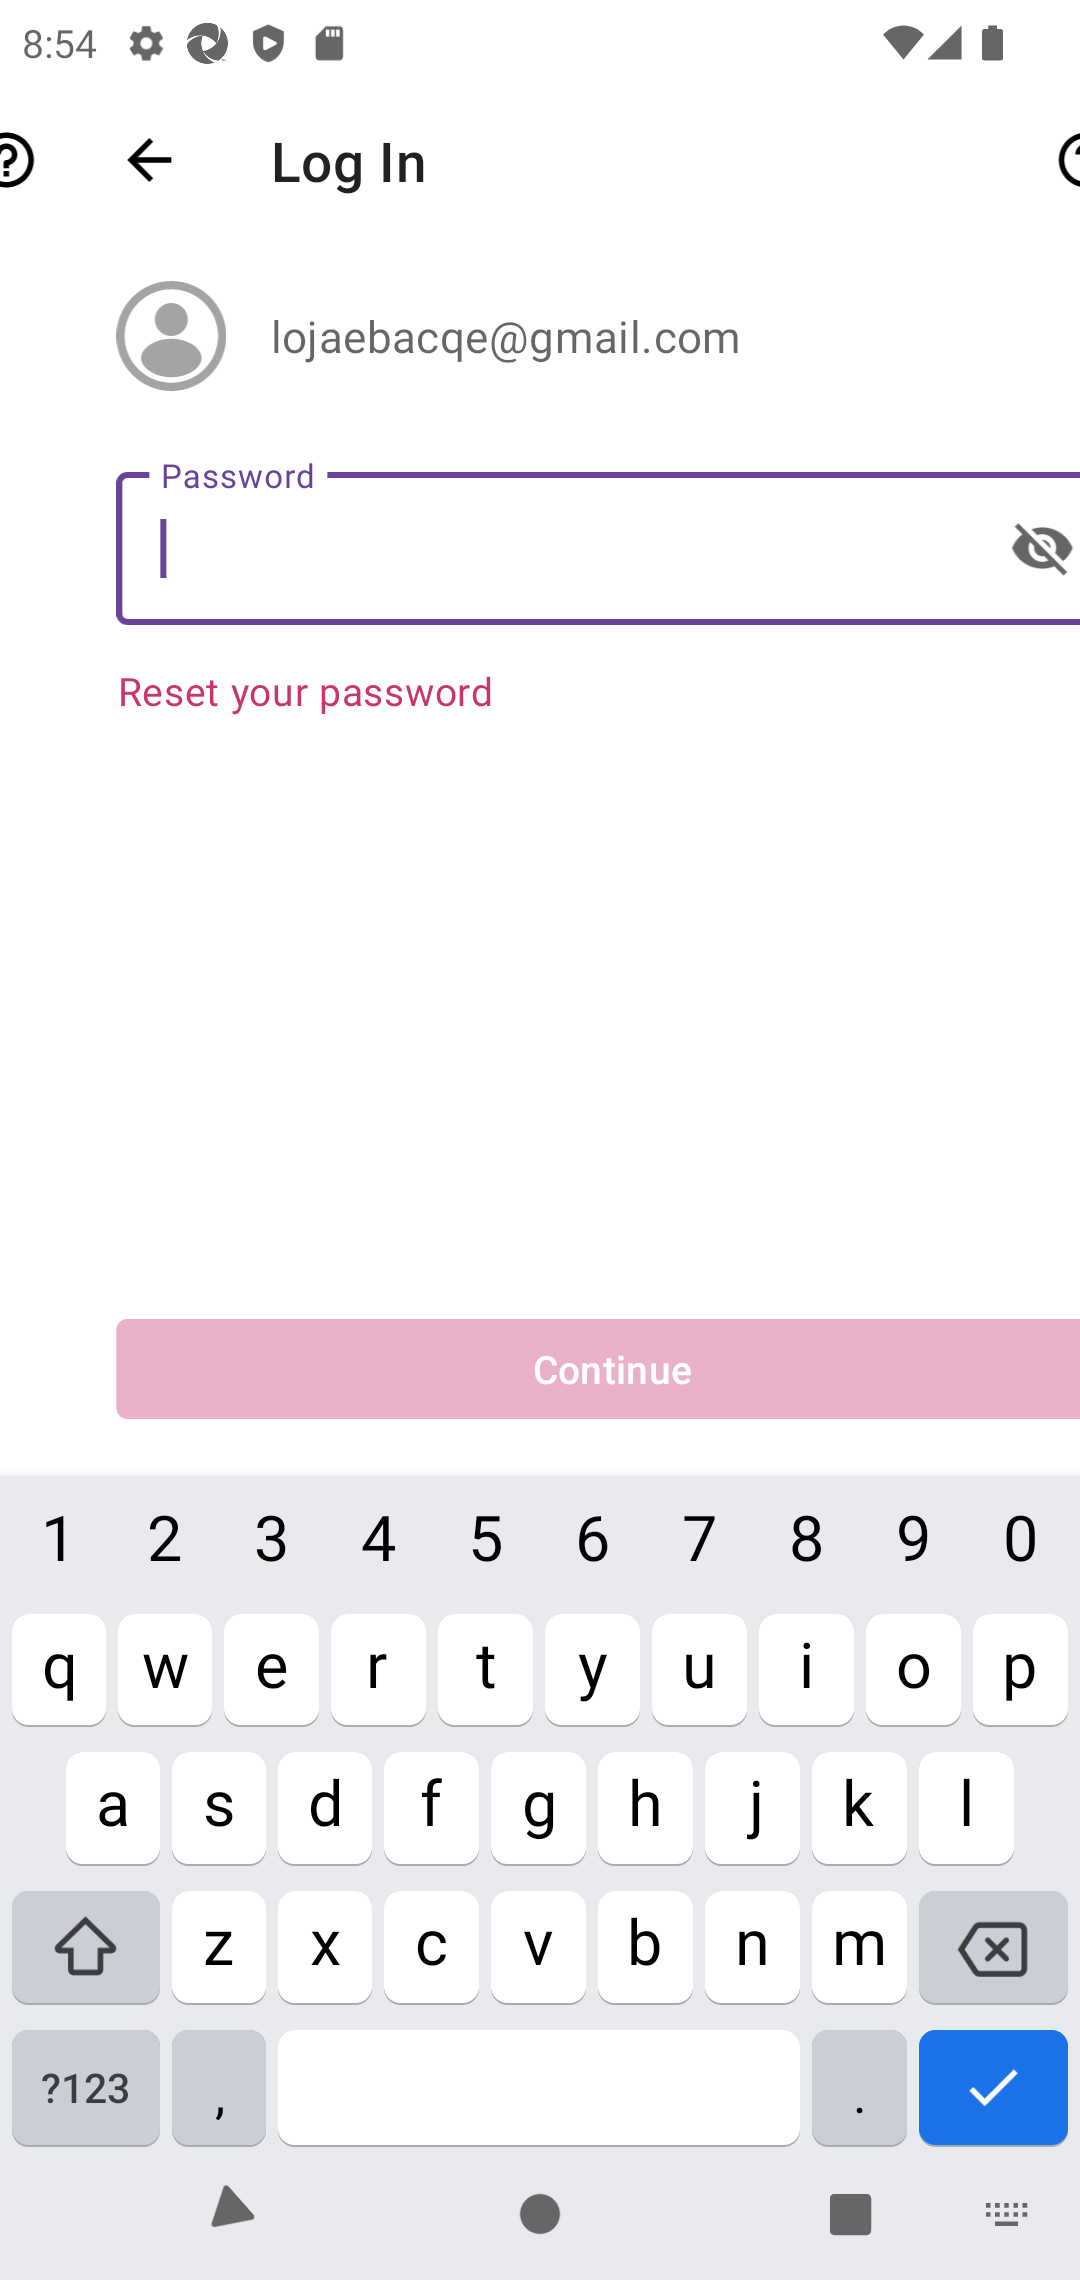 8:54
Log In
lojaebacqe@gmail.com
Password
Reset your password
Continue
1 2 3 4 5 6 7 8 9 0
q w e r t y u i o p
a s d f g h j k l
z x c v b n m
?123 , .